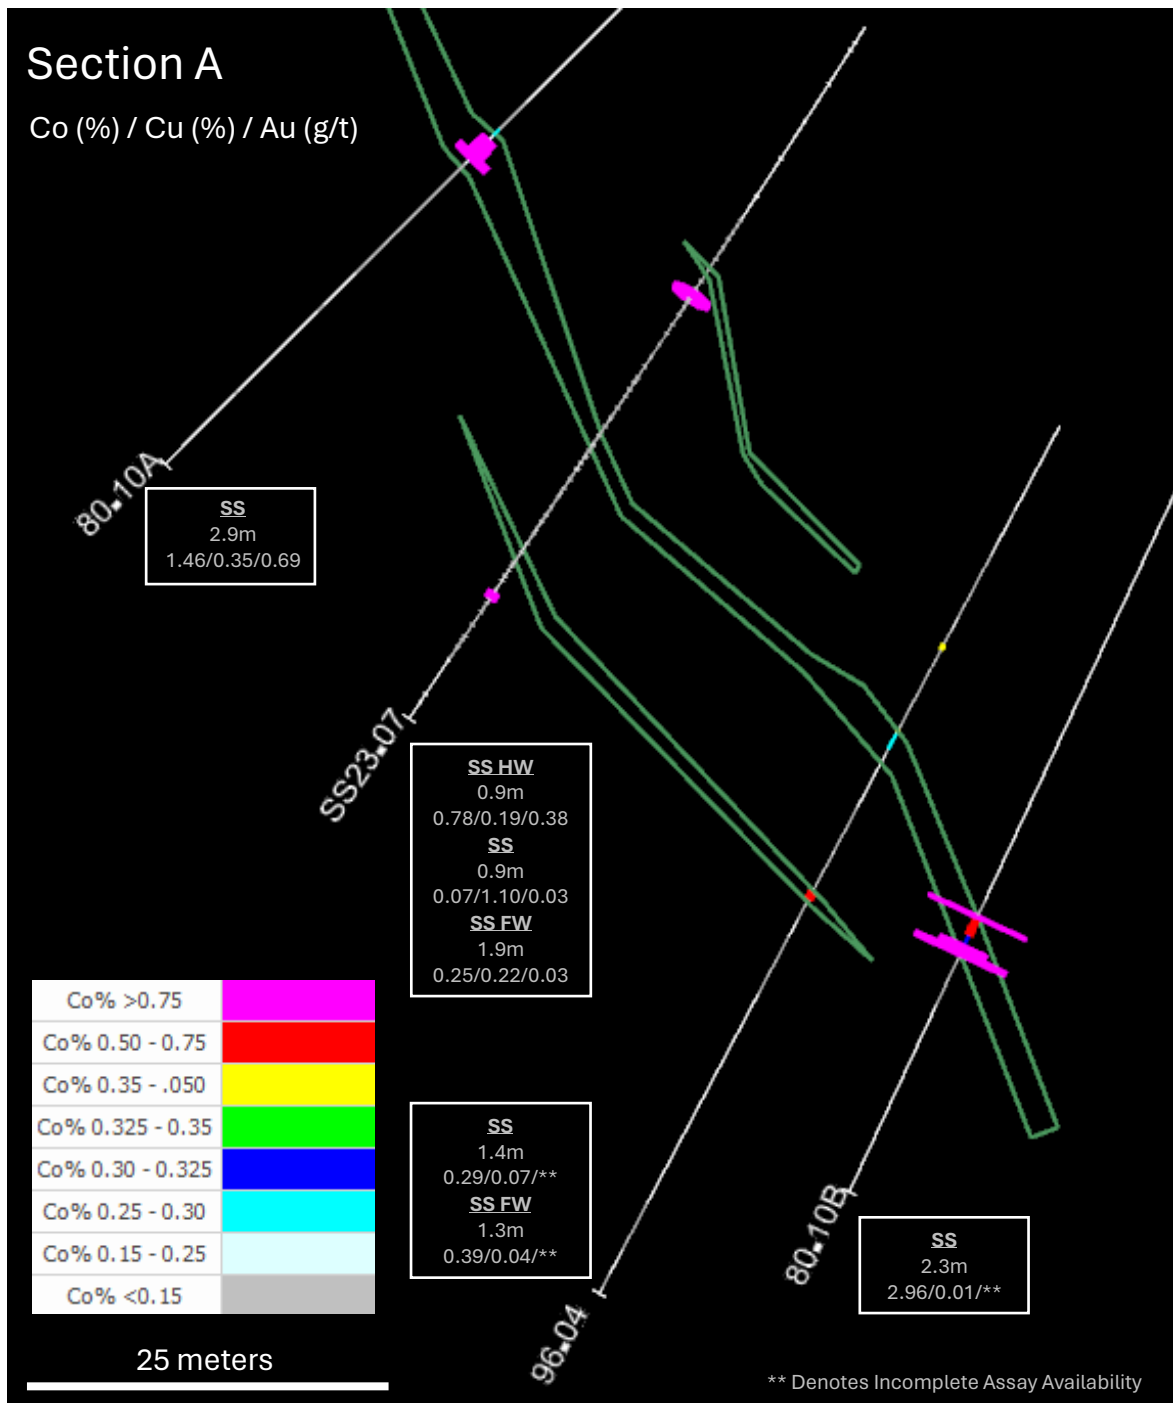 Section A
Co (%) / Cu (%) / Au (g/t)
80.10A
SS
2.9m
1.46/0.35/0.69
SS23.07
SS HW
0.9m
0.78/0.19/0.38
SS
0.9m
0.07/1.10/0.03
SS FW
1.9m
0.25/0.22/0.03
Co% >0.75
Co% 0.50 - 0.75
Co% 0.35 - .050
Co% 0.325 - 0.35
Co% 0.30 - 0.325
Co% 0.25 - 0.30
Co% 0.15 - 0.25
Co% <0.15
SS
1.4m
0.29/0.07/**
SS FW
1.3m
0.39/0.04/**
96.04
80.10B
SS
2.3m
2.96/0.01/**
25 meters
** Denotes Incomplete Assay Availability